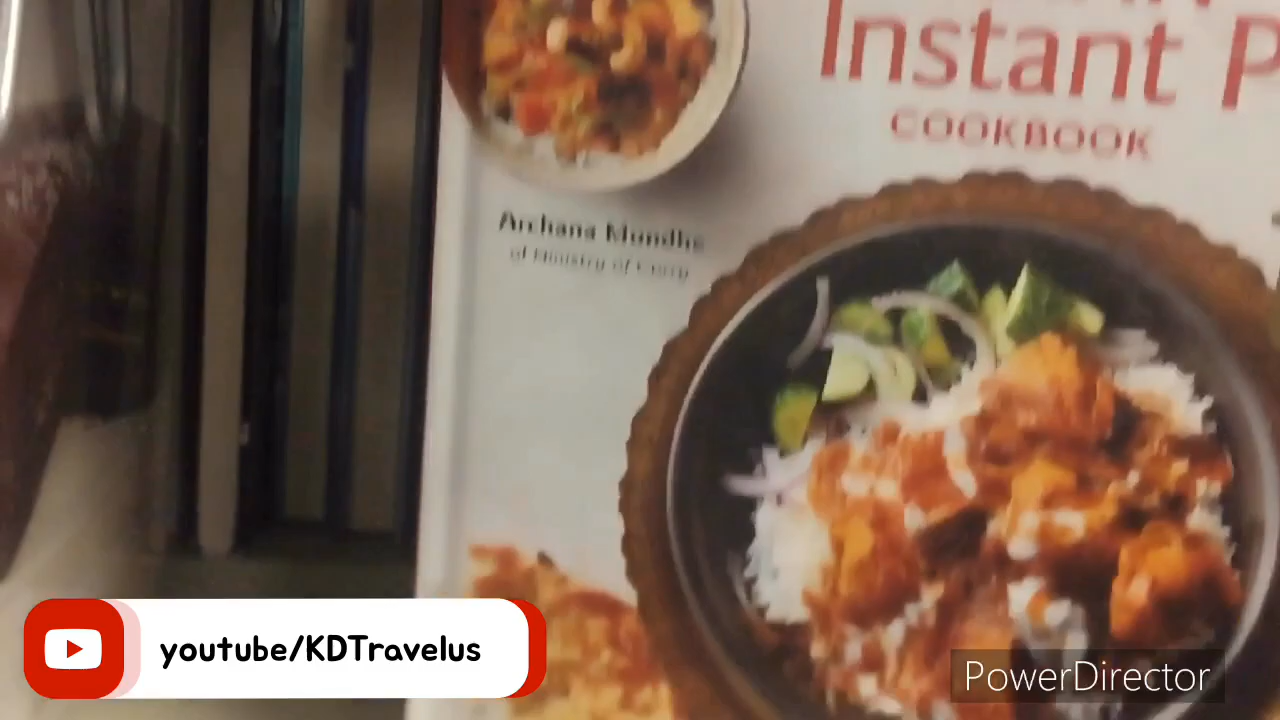 Instant P
COOKBOOK
Archana Mundhe
of Ministry of Curry
youtube/KDTravelus
PowerDirector